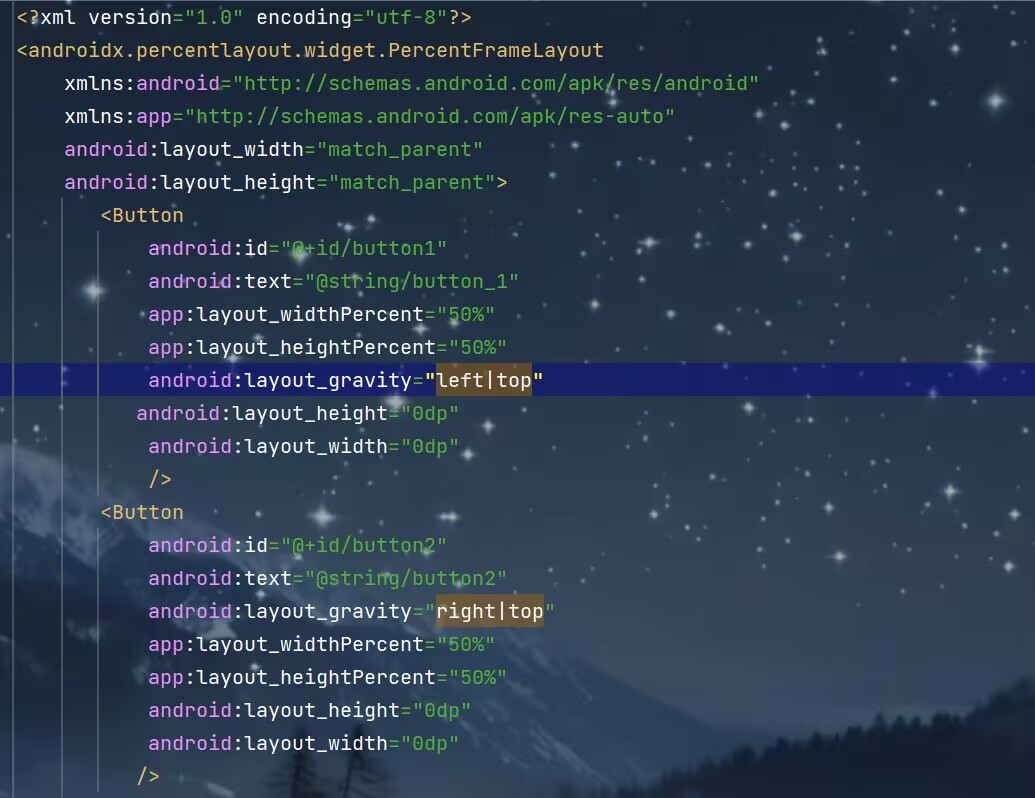 <?xml version="1.0" encoding="utf-8"?>
<androidx.percentlayout.widget.PercentFrameLayout
    xmlns:android="http://schemas.android.com/apk/res/android"
    xmlns:app="http://schemas.android.com/apk/res-auto"
    android:layout_width="match_parent"
    android:layout_height="match_parent">
       <Button
           android:id="@+id/button1"
           android:text="@string/button_1"
           app:layout_widthPercent="50%"
           app:layout_heightPercent="50%"
           android:layout_gravity="left|top"
          android:layout_height="0dp"
           android:layout_width="0dp"
           />
       <Button
           android:id="@+id/button2"
           android:text="@string/button2"
           android:layout_gravity="right|top"
           app:layout_widthPercent="50%"
           app:layout_heightPercent="50%"
           android:layout_height="0dp"
           android:layout_width="0dp"
          />